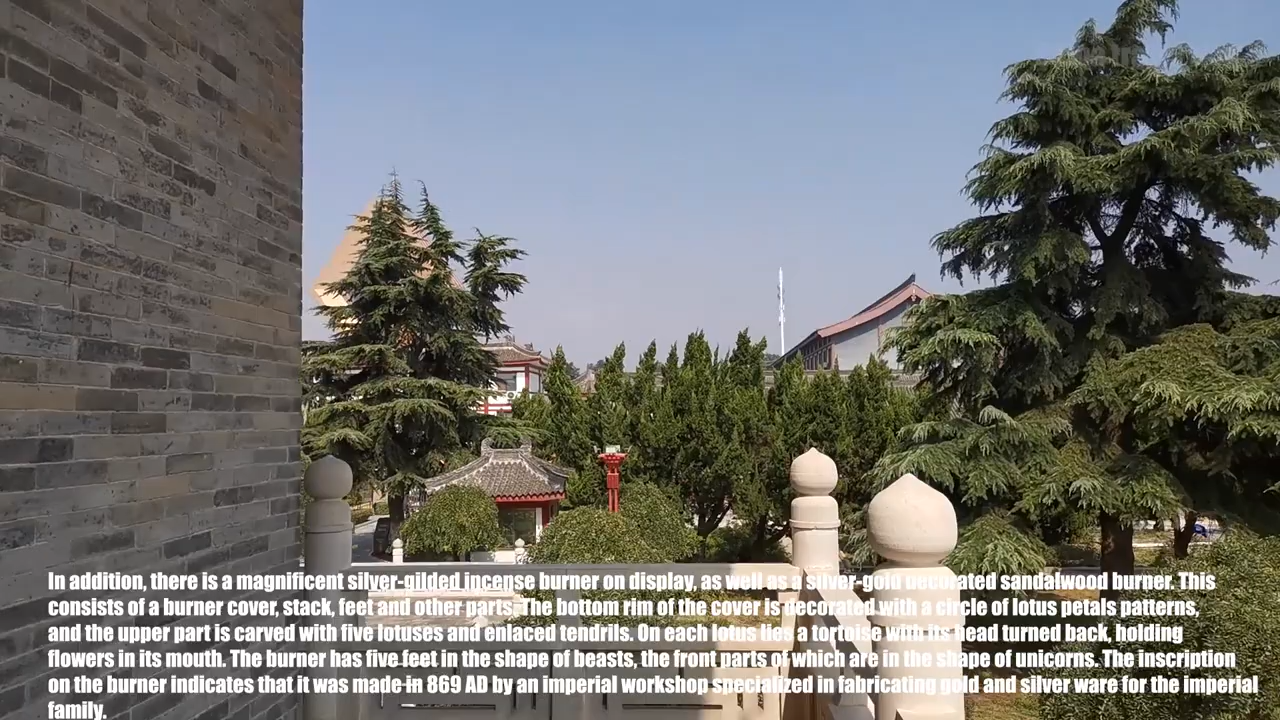 In addition, there is a magnificent silver-gilded incense burner on display, as well as a silver-gold decorated sandalwood burner. This
consists of a burner cover, stack, feet and other parts. The bottom rim of the cover is decorated with a circle of lotus petals patterns,
and the upper part is carved with five lotuses and enlaced tendrils. On each lotus lies a tortoise with its head turned back, holding
flowers in its mouth. The burner has five feet in the shape of beasts, the front parts of which are in the shape of unicorns. The inscription
on the burner indicates that it was made in 869 AD by an imperial workshop specialized in fabricating gold and silver ware for the imperial
family.